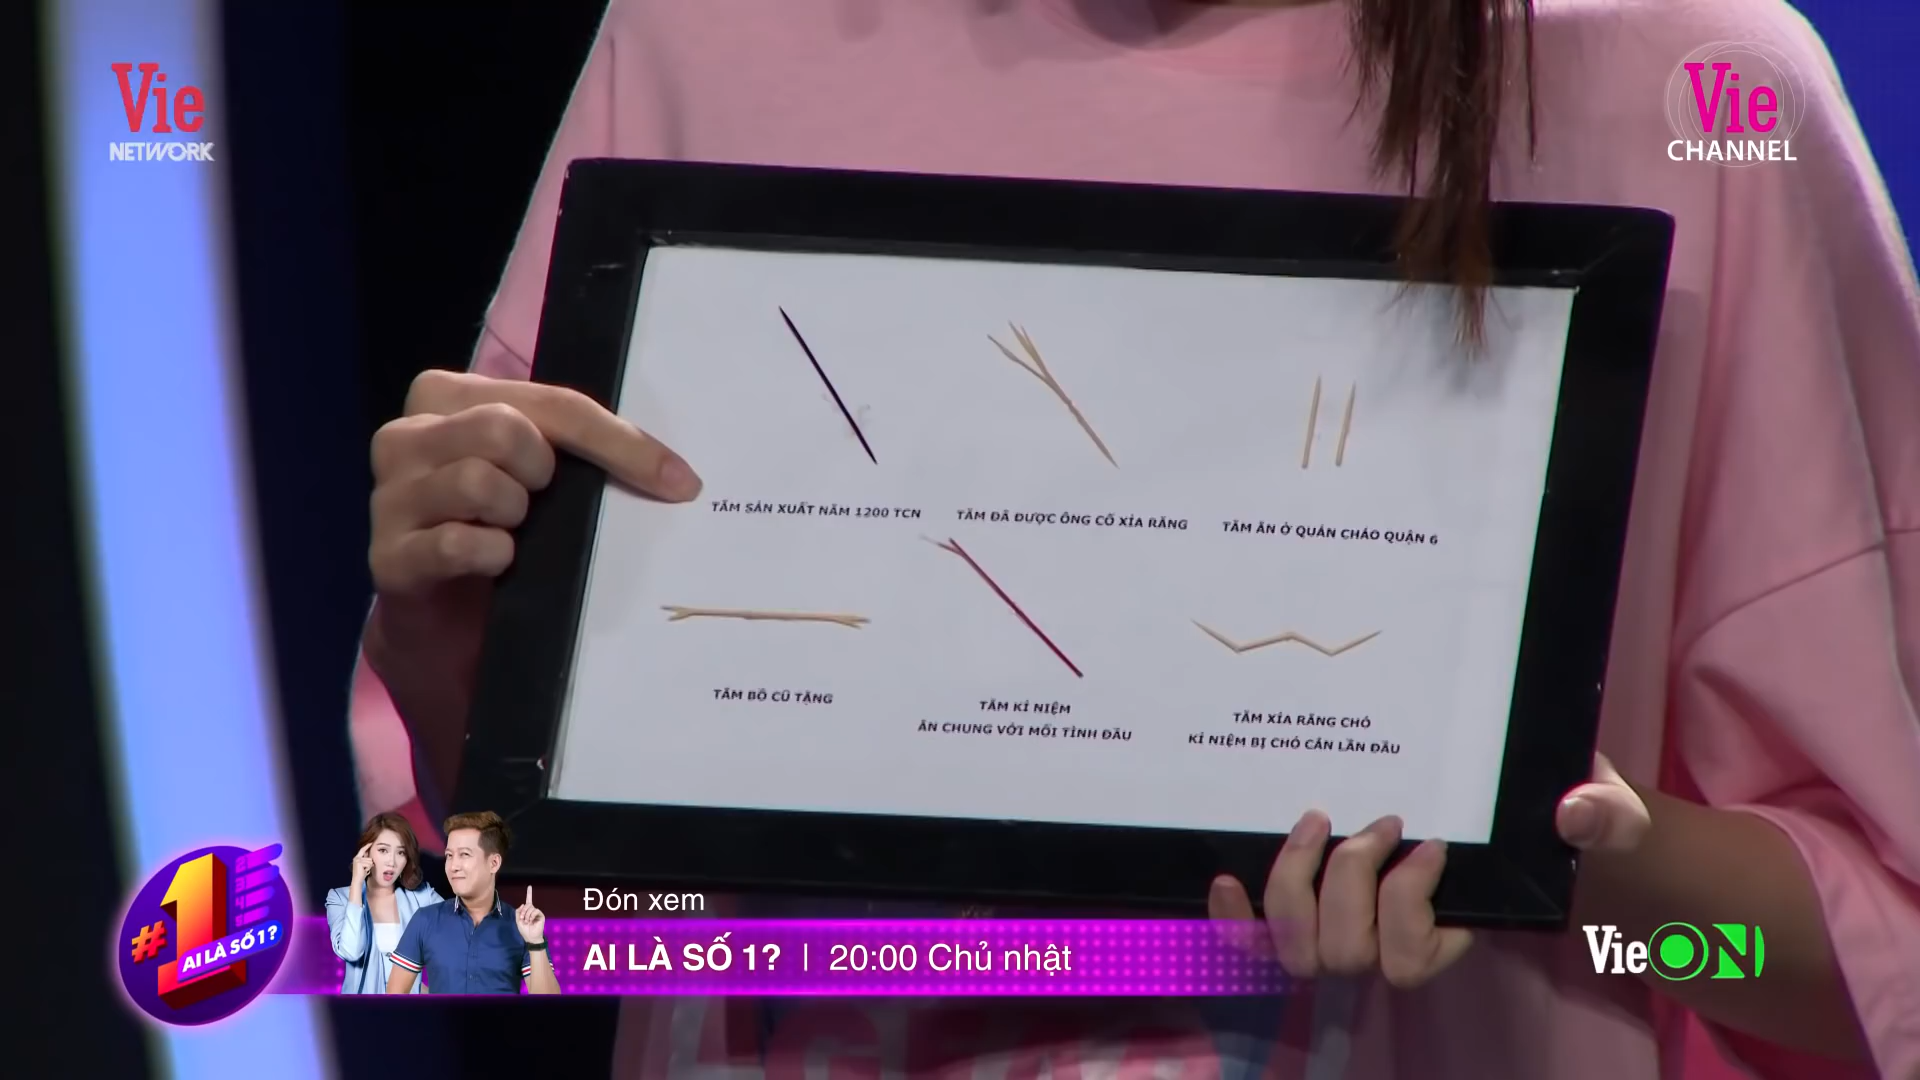 Vie
NETWORK
Vie
CHANNEL
TĂM SẢN XUẤT NĂM 1200 TCN
TĂM ĐÃ ĐƯỢC ÔNG CỐ XỈA RĂNG
TĂM ĂN Ở QUÁN CHÁO QUẬN 6
TĂM BỒ CŨ TẶNG
TĂM KỈ NIỆM
ĂN CHUNG VỚI MỐI TÌNH ĐẦU
TĂM XỈA RĂNG CHÓ
KỈ NIỆM BỊ CHÓ CẮN LẦN ĐẦU
#1
AI LÀ SỐ 1?
Đón xem
AI LÀ SỐ 1? | 20:00 Chủ nhật
VieON